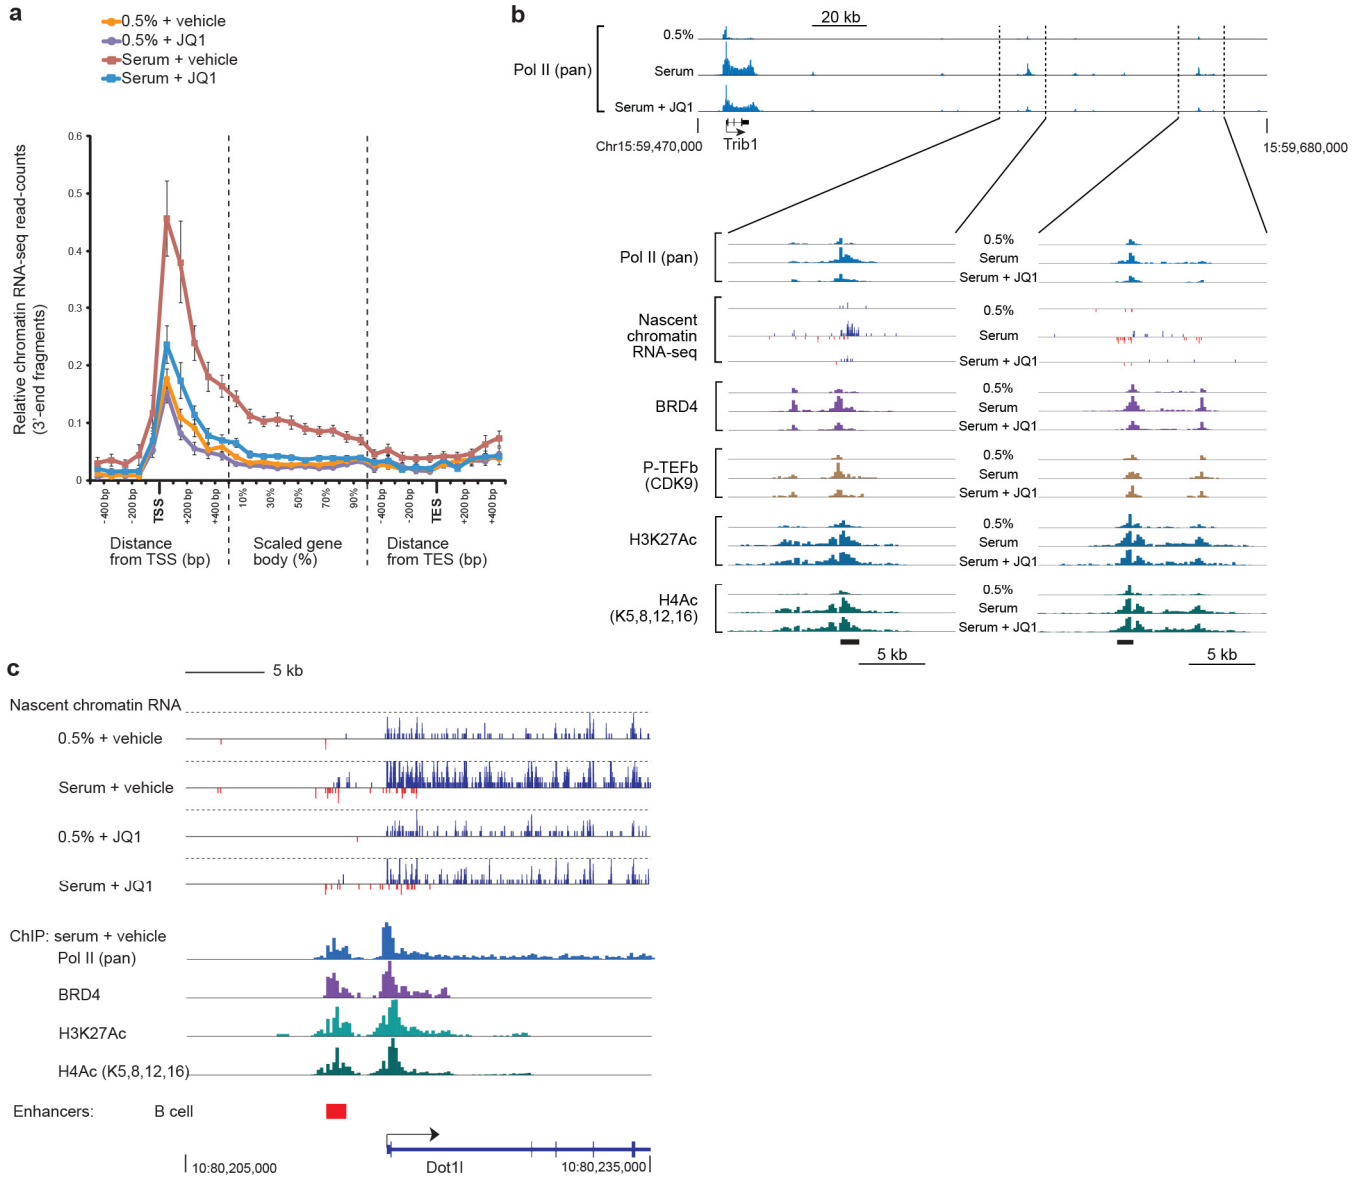 a
0.5% + vehicle
0.5% + JQ1
Serum + vehicle
Serum + JQ1
Relative chromatin RNA-seq read-counts
(3'-end fragments)
0.6
0.5
0.4
0.3
0.2
0.1
0
- 400 bp
- 200 bp
TSS
+200 bp
+400 bp
10%
30%
50%
70%
90%
- 400 bp
- 200 bp
TES
+200 bp
+400 bp
Distance
from TSS (bp)
Scaled gene
body (%)
Distance
from TES (bp)
b
20 kb
Pol II (pan)
0.5%
Serum
Serum + JQ1
Chr15:59,470,000
Trib1
15:59,680,000
Pol II (pan)
0.5%
Serum
Serum + JQ1
Nascent
chromatin
RNA-seq
0.5%
Serum
Serum + JQ1
BRD4
0.5%
Serum
Serum + JQ1
P-TEFb
(CDK9)
0.5%
Serum
Serum + JQ1
H3K27Ac
0.5%
Serum
Serum + JQ1
H4Ac
(K5,8,12,16)
0.5%
Serum
Serum + JQ1
5 kb
5 kb
c
5 kb
Nascent chromatin RNA
0.5% + vehicle
Serum + vehicle
0.5% + JQ1
Serum + JQ1
ChIP: serum + vehicle
Pol II (pan)
BRD4
H3K27Ac
H4Ac (K5,8,12,16)
Enhancers: B cell
10:80,205,000
Dot1l
10:80,235,000